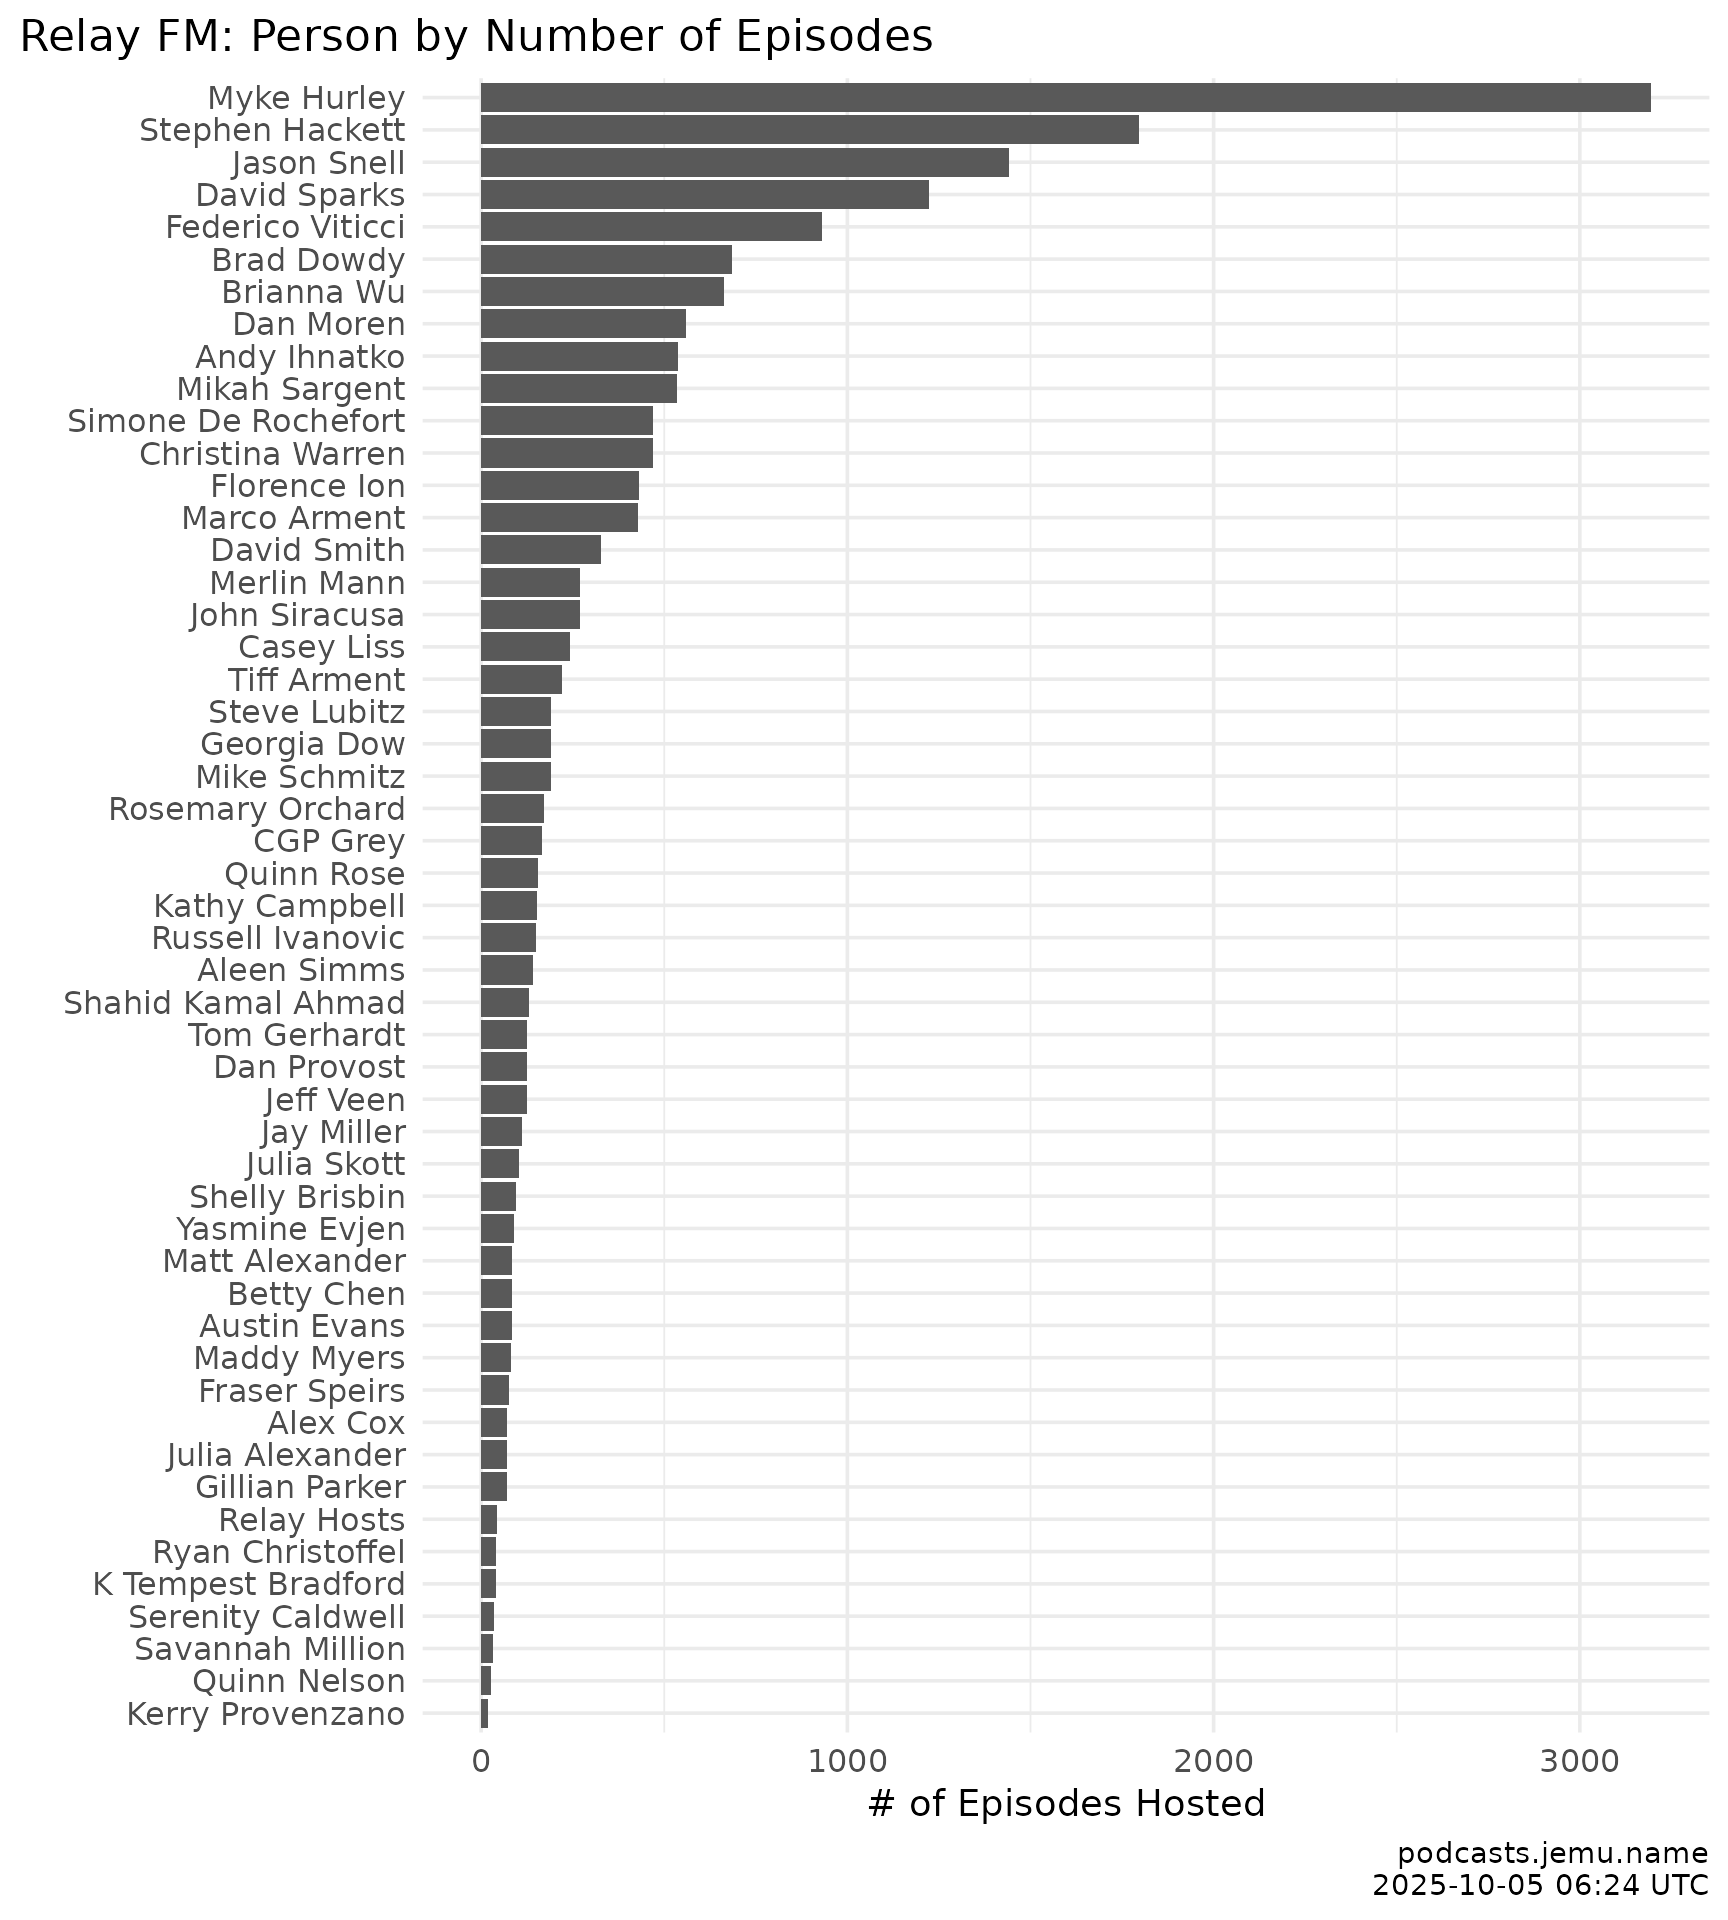 Relay FM: Person by Number of Episodes
Myke Hurley
Stephen Hackett
Jason Snell
David Sparks
Federico Viticci
Brad Dowdy
Brianna Wu
Dan Moren
Andy Ihnatko
Mikah Sargent
Simone De Rochefort
Christina Warren
Florence Ion
Marco Arment
David Smith
Merlin Mann
John Siracusa
Casey Liss
Tiff Arment
Steve Lubitz
Georgia Dow
Mike Schmitz
Rosemary Orchard
CGP Grey
Quinn Rose
Kathy Campbell
Russell Ivanovic
Aleen Simms
Shahid Kamal Ahmad
Tom Gerhardt
Dan Provost
Jeff Veen
Jay Miller
Julia Skott
Shelly Brisbin
Yasmine Evjen
Matt Alexander
Betty Chen
Austin Evans
Maddy Myers
Fraser Speirs
Alex Cox
Julia Alexander
Gillian Parker
Relay Hosts
Ryan Christoffel
K Tempest Bradford
Serenity Caldwell
Savannah Million
Quinn Nelson
Kerry Provenzano
0 1000 2000 3000
# of Episodes Hosted
podcasts.jemu.name
2025-10-05 06:24 UTC